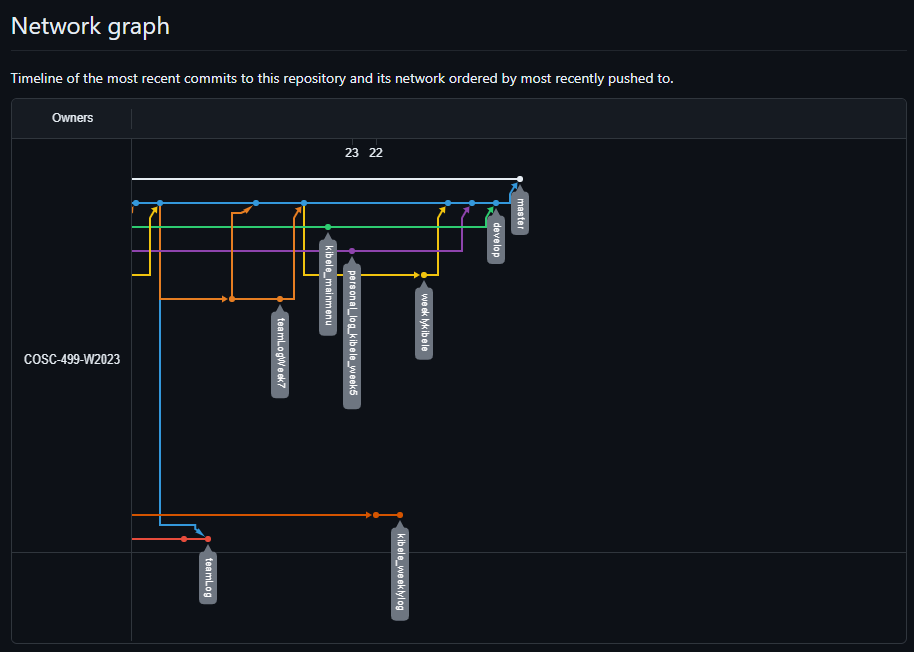 Network graph
Timeline of the most recent commits to this repository and its network ordered by most recently pushed to.
Owners
23 22
master
develop
kibele_mainmenu
personal_log_kibele_week5
weeklykibele
teamLogWeek7
COSC-499-W2023
kibele_weeklylog
teamLog